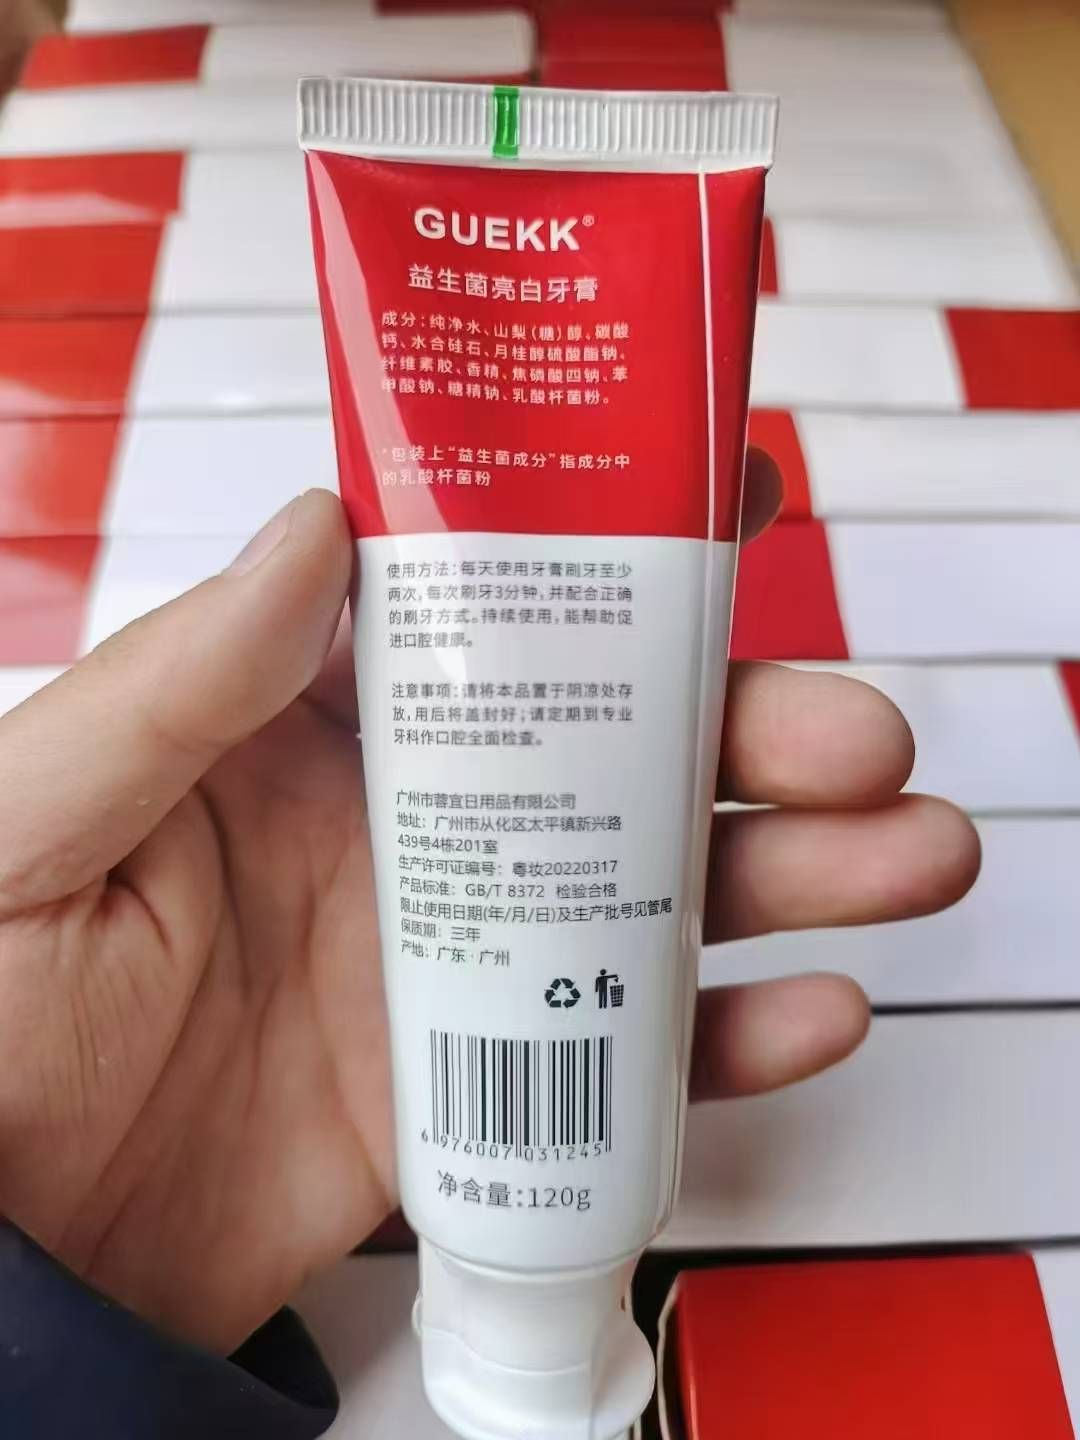 GUEKK®
益生菌亮白牙膏
成分:纯净水、山梨(糖)醇、碳酸
钙、水合硅石、月桂醇硫酸酯钠、
纤维素胶、香精、焦磷酸四钠、苯
甲酸钠、糖精钠、乳酸杆菌粉。
*包装上“益生菌成分”指成分中
的乳酸杆菌粉
使用方法:每天使用牙膏刷牙至少
两次,每次刷牙3分钟,并配合正确
的刷牙方式。持续使用,能帮助促
进口腔健康。
注意事项:请将本品置于阴凉处存
放,用后将盖封好;请定期到专业
牙科作口腔全面检查。
广州市蓉宜日用品有限公司
地址:广州市从化区太平镇新兴路
439号4栋201室
生产许可证编号:粤妆20220317
产品标准:GB/T 8372 检验合格
限止使用日期(年/月/日)及生产批号见管尾
保质期:三年
产地:广东·广州
6 976007 031245
净含量:120g